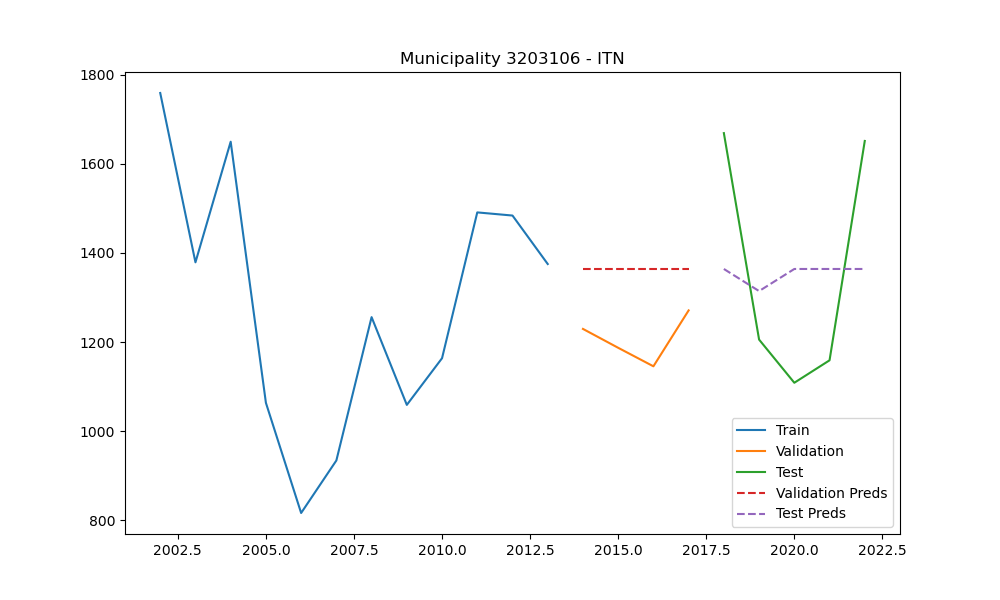 Municipality 3203106 - ITN
1800
1600
1400
1200
1000
800
2002.5 2005.0 2007.5 2010.0 2012.5 2015.0 2017.5 2020.0 2022.5
Train
Validation
Test
Validation Preds
Test Preds